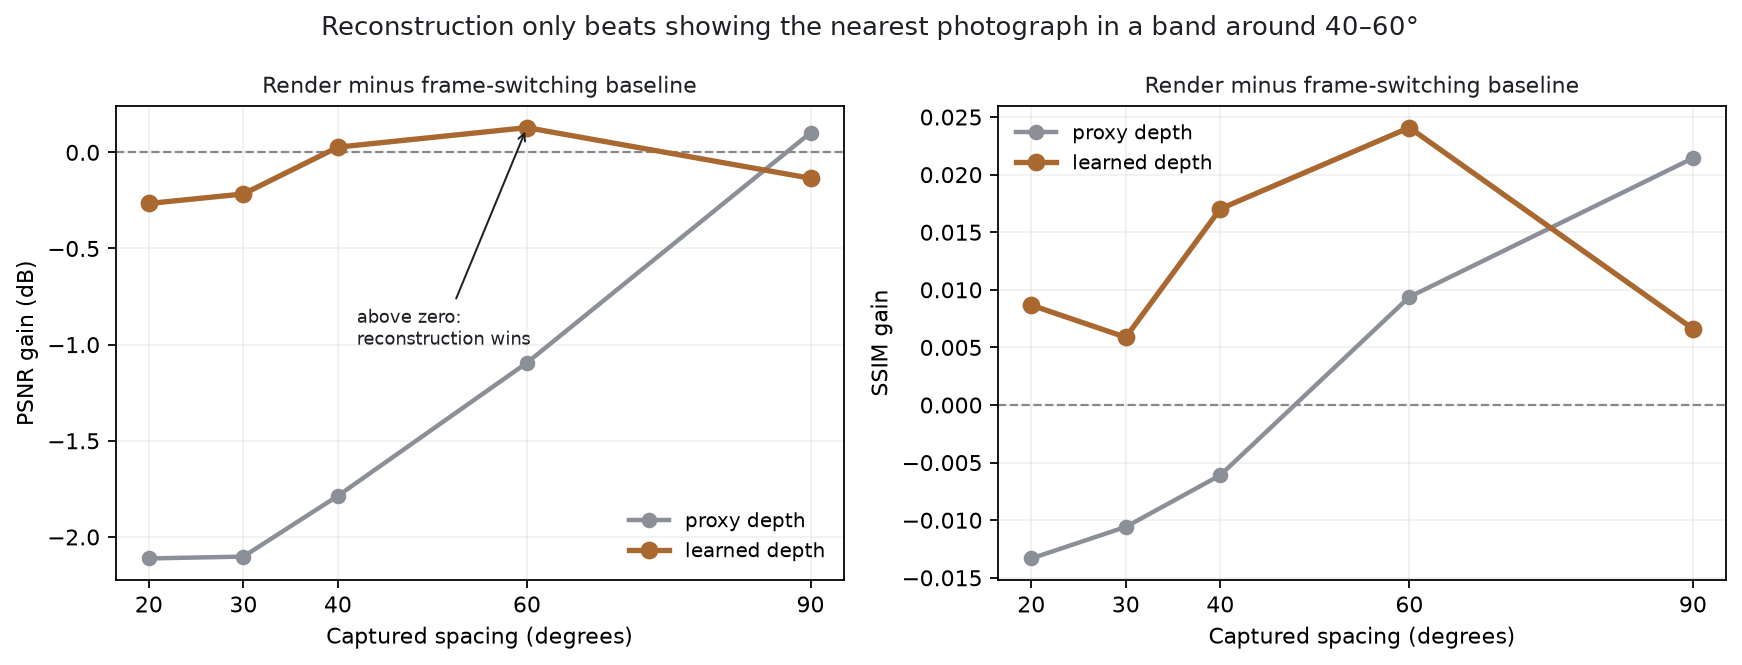 Reconstruction only beats showing the nearest photograph in a band around 40–60°
Render minus frame-switching baseline
PSNR gain (dB)
0.0
−0.5
−1.0
−1.5
−2.0
above zero:
reconstruction wins
proxy depth
learned depth
20 30 40 60 90
Captured spacing (degrees)
Render minus frame-switching baseline
SSIM gain
0.025
0.020
0.015
0.010
0.005
0.000
−0.005
−0.010
−0.015
proxy depth
learned depth
20 30 40 60 90
Captured spacing (degrees)